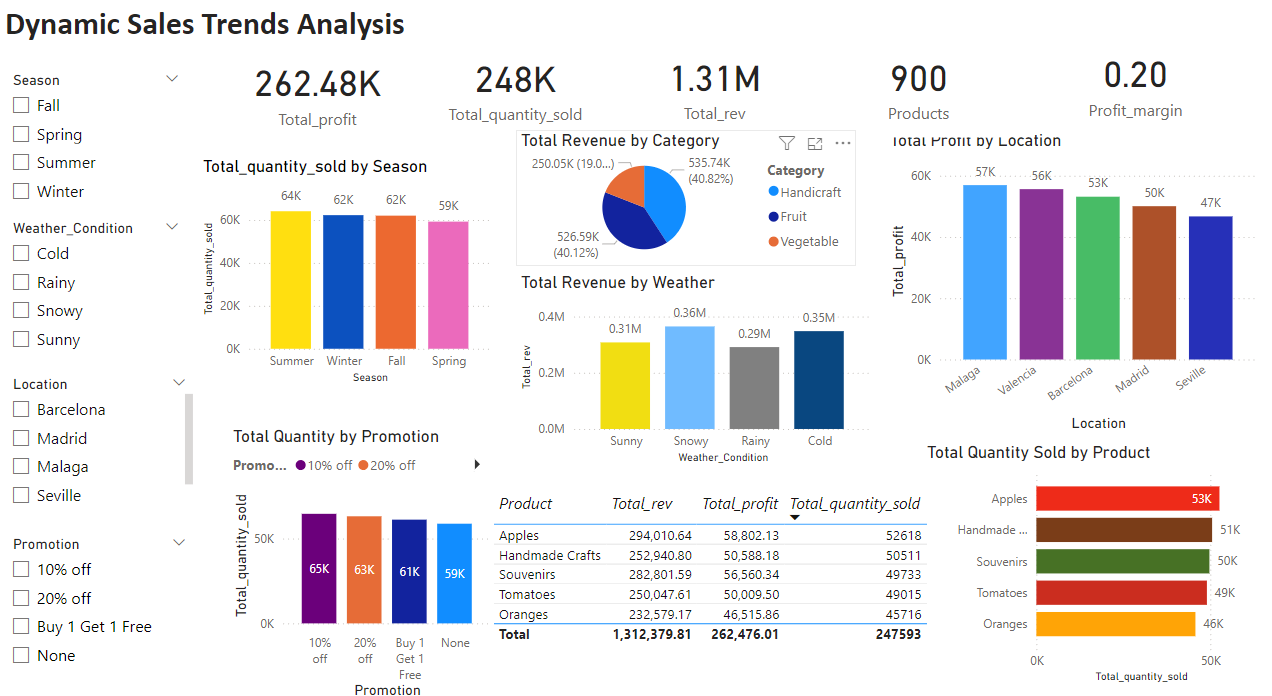 Dynamic Sales Trends Analysis
262.48K
Total_profit
248K
Total_quantity_sold
1.31M
Total_rev
900
Products
0.20
Profit_margin
Season
Fall
Spring
Summer
Winter
Weather_Condition
Cold
Rainy
Snowy
Sunny
Location
Barcelona
Madrid
Malaga
Seville
Promotion
10% off
20% off
Buy 1 Get 1 Free
None
Total_quantity_sold by Season
Total_quantity_sold
60K
40K
20K
0K
64K
62K
62K
59K
Summer
Winter
Fall
Spring
Season
Total Revenue by Category
250.05K (19.0...)
535.74K
(40.82%)
526.59K
(40.12%)
Category
Handicraft
Fruit
Vegetable
Total Revenue by Weather
Total_rev
0.4M
0.2M
0.0M
0.31M
0.36M
0.29M
0.35M
Sunny
Snowy
Rainy
Cold
Weather_Condition
Total Profit by Location
Total_profit
60K
40K
20K
0K
57K
56K
53K
50K
47K
Malaga
Valencia
Barcelona
Madrid
Seville
Location
Total Quantity by Promotion
Promo... 10% off 20% off
Total_quantity_sold
50K
0K
65K
63K
61K
59K
10%
off
20%
off
Buy 1
Get 1
Free
None
Promotion
Product Total_rev Total_profit Total_quantity_sold
Apples 294,010.64 58,802.13 52618
Handmade Crafts 252,940.80 50,588.18 50511
Souvenirs 282,801.59 56,560.34 49733
Tomatoes 250,047.61 50,009.50 49015
Oranges 232,579.17 46,515.86 45716
Total 1,312,379.81 262,476.01 247593
Total Quantity Sold by Product
Apples 53K
Handmade ... 51K
Souvenirs 50K
Tomatoes 49K
Oranges 46K
0K 50K
Total_quantity_sold